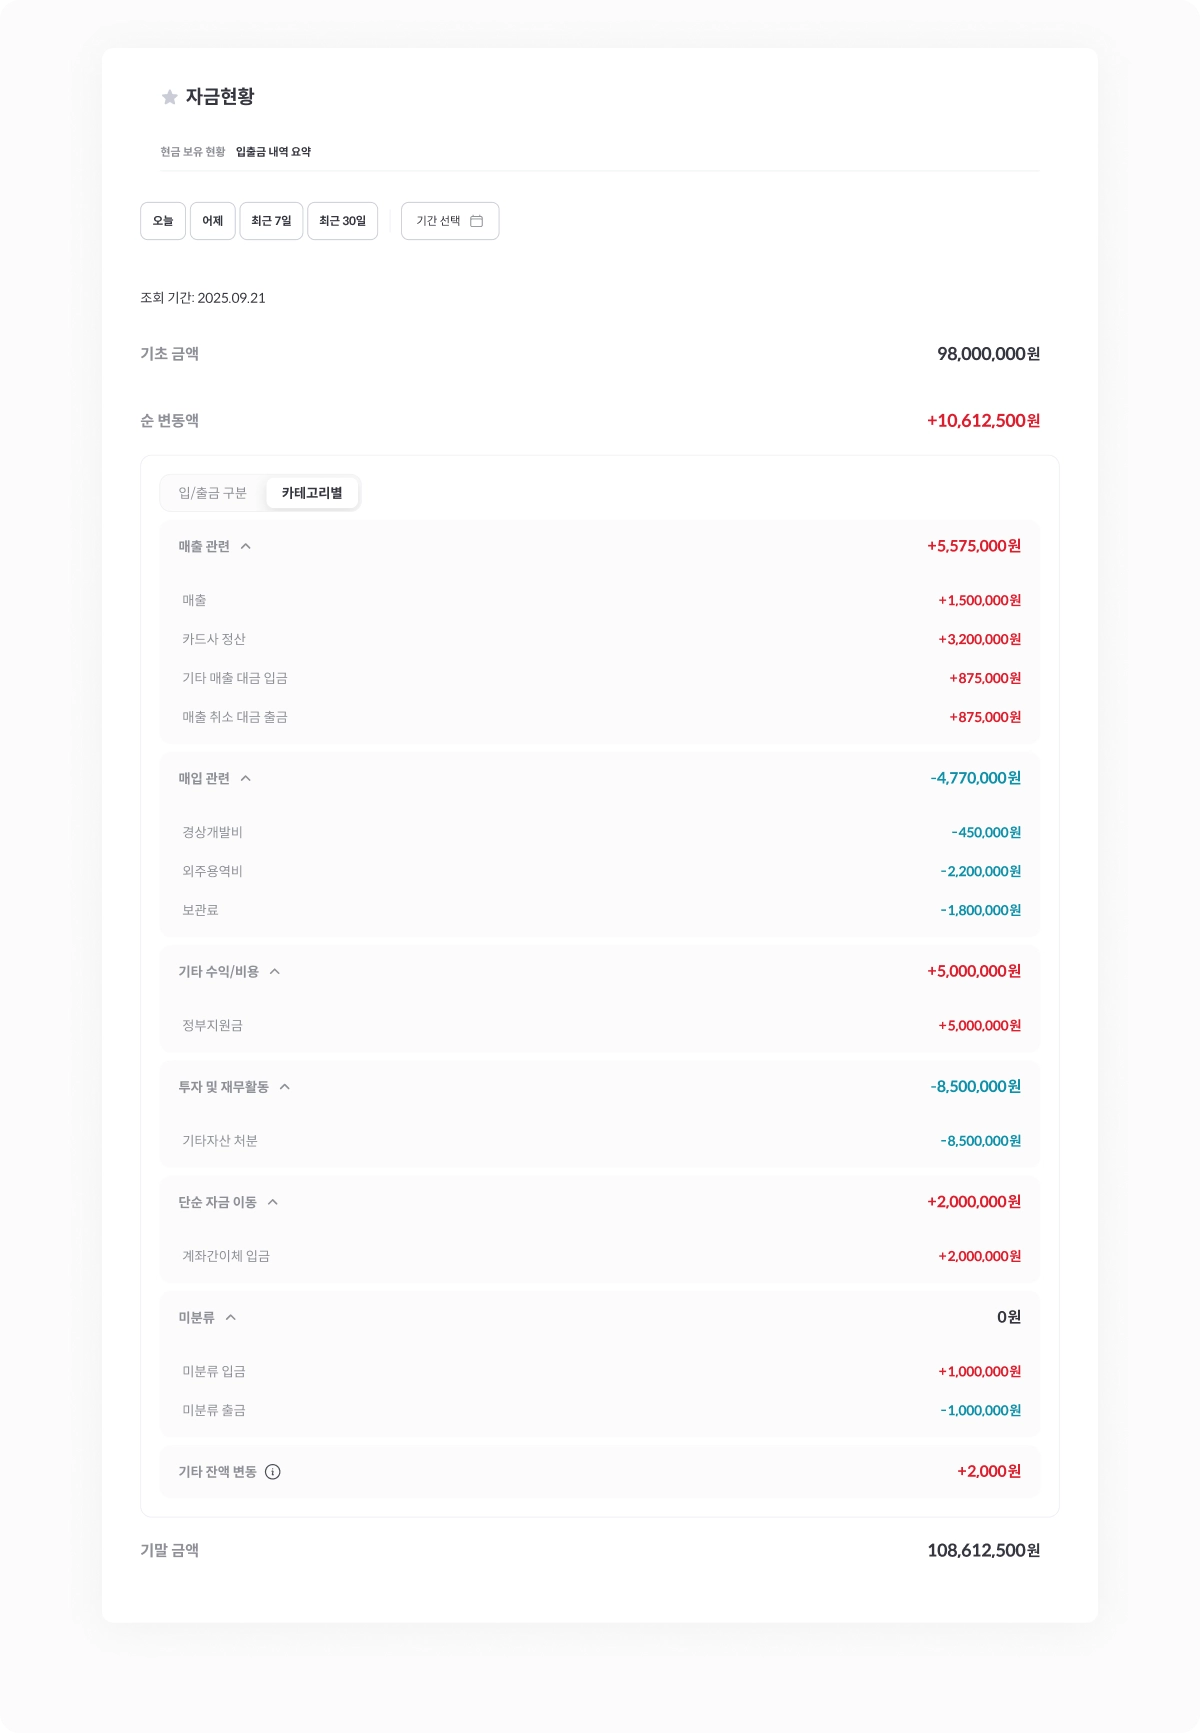 자금현황
현금 보유 현황 입출금 내역 요약
오늘 어제 최근 7일 최근 30일 기간 선택
조회 기간: 2025.09.21
기초 금액 98,000,000원
순 변동액 +10,612,500원
입/출금 구분 카테고리별
매출 관련 +5,575,000원
매출 +1,500,000원
카드사 정산 +3,200,000원
기타 매출 대금 입금 +875,000원
매출 취소 대금 출금 +875,000원
매입 관련 -4,770,000원
경상개발비 -450,000원
외주용역비 -2,200,000원
보관료 -1,800,000원
기타 수익/비용 +5,000,000원
정부지원금 +5,000,000원
투자 및 재무활동 -8,500,000원
기타자산 처분 -8,500,000원
단순 자금 이동 +2,000,000원
계좌간이체 입금 +2,000,000원
미분류 0원
미분류 입금 +1,000,000원
미분류 출금 -1,000,000원
기타 잔액 변동 +2,000원
기말 금액 108,612,500원